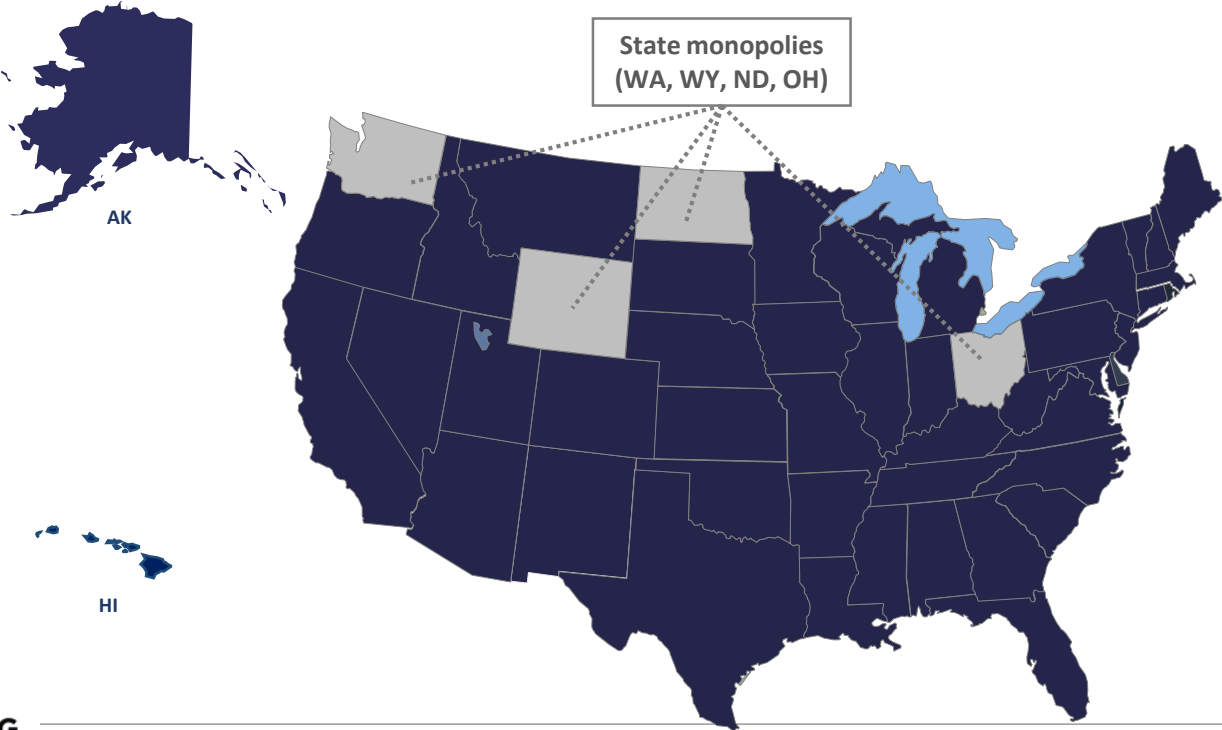 State monopolies
(WA, WY, ND, OH)
AK
HI
G